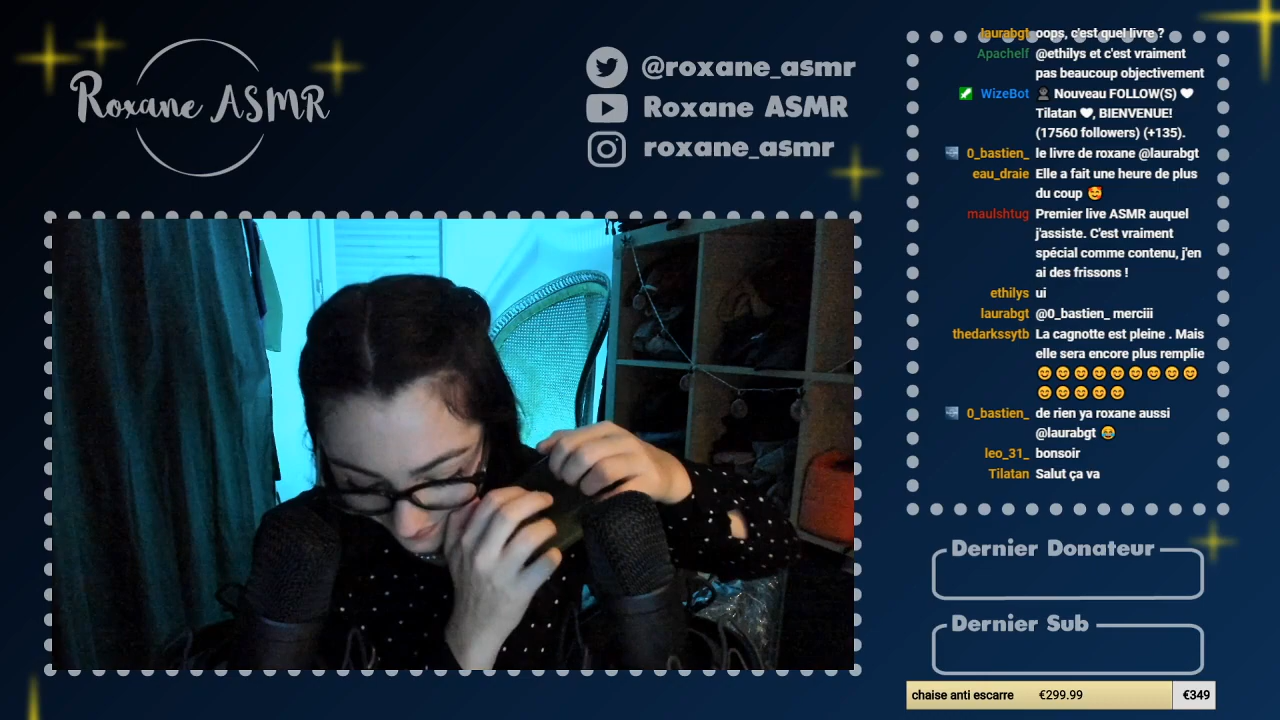 Roxane ASMR
@roxane_asmr
Roxane ASMR
roxane_asmr
laurabgt oops, c'est quel livre ?
Apachelf @ethilys et c'est vraiment
pas beaucoup objectivement
WizeBot Nouveau FOLLOW(S)
Tilatan, BIENVENUE!
(17560 followers) (+135).
0_bastien_ le livre de roxane @laurabgt
eau_draie Elle a fait une heure de plus
du coup 🥰
maulshtug Premier live ASMR auquel
j'assiste. C'est vraiment
spécial comme contenu, j'en
ai des frissons !
ethilys ui
laurabgt @0_bastien_ merciii
thedarkssytb La cagnotte est pleine . Mais
elle sera encore plus remplie
😊😊😊😊😊😊😊😊😊
😊😊😊😊😊
0_bastien_ de rien ya roxane aussi
@laurabgt 😂
leo_31_ bonsoir
Tilatan Salut ça va
Dernier Donateur
Dernier Sub
chaise anti escarre €299.99 €349